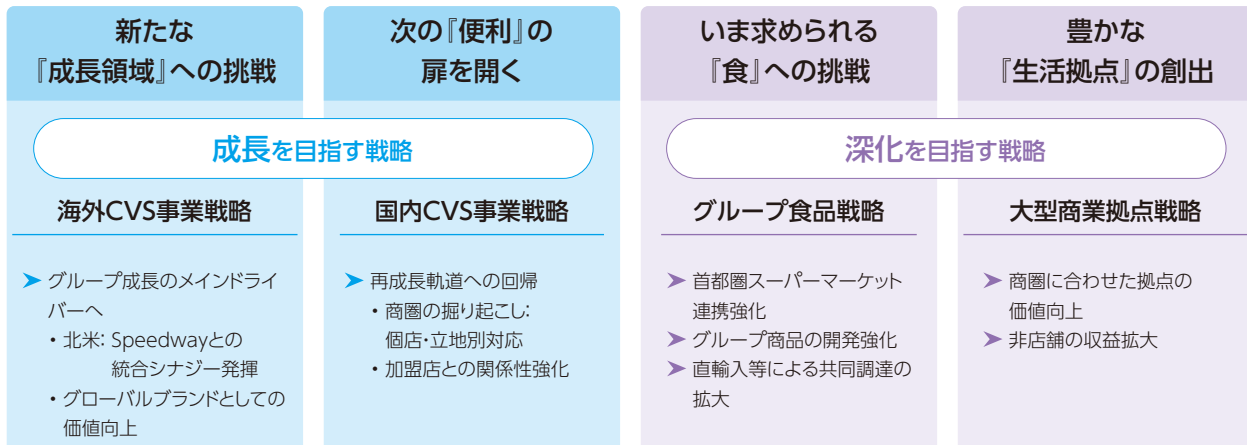 新たな
『成長領域』への挑戦
次の『便利』の
扉を開く
成長を目指す戦略
海外CVS事業戦略
➤ グループ成長のメインドライ
バーへ
・北米： Speedwayとの
統合シナジー発揮
・グローバルブランドとしての
価値向上
国内CVS事業戦略
➤ 再成長軌道への回帰
・商圏の掘り起こし：
個店・立地別対応
・加盟店との関係性強化
いま求められる
『食』への挑戦
豊かな
『生活拠点』の創出
深化を目指す戦略
グループ食品戦略
➤ 首都圏スーパーマーケット
連携強化
➤ グループ商品の開発強化
➤ 直輸入等による共同調達の
拡大
大型商業拠点戦略
➤ 商圏に合わせた拠点の
価値向上
➤ 非店舗の収益拡大